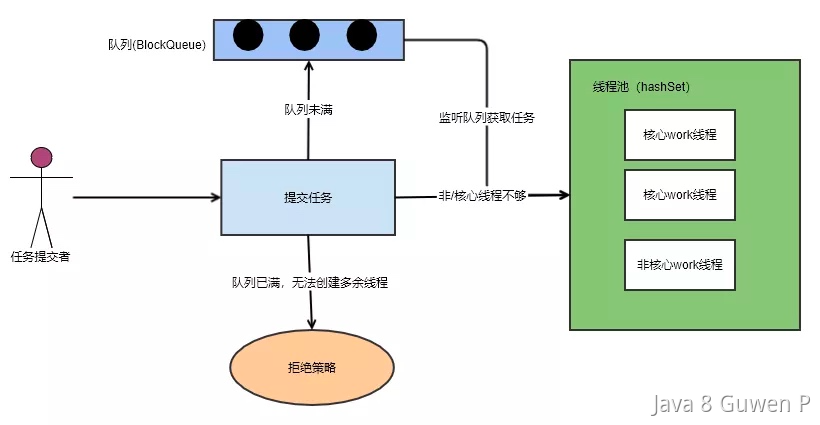 队列(BlockQueue)
线程池（hashSet)
队列未满
监听队列获取任务
核心work线程
提交任务
非/核心线程不够
核心work线程
任务提交者
非核心work线程
队列已满，无法创建多余线程
拒绝策略
Java 8 Guwen P